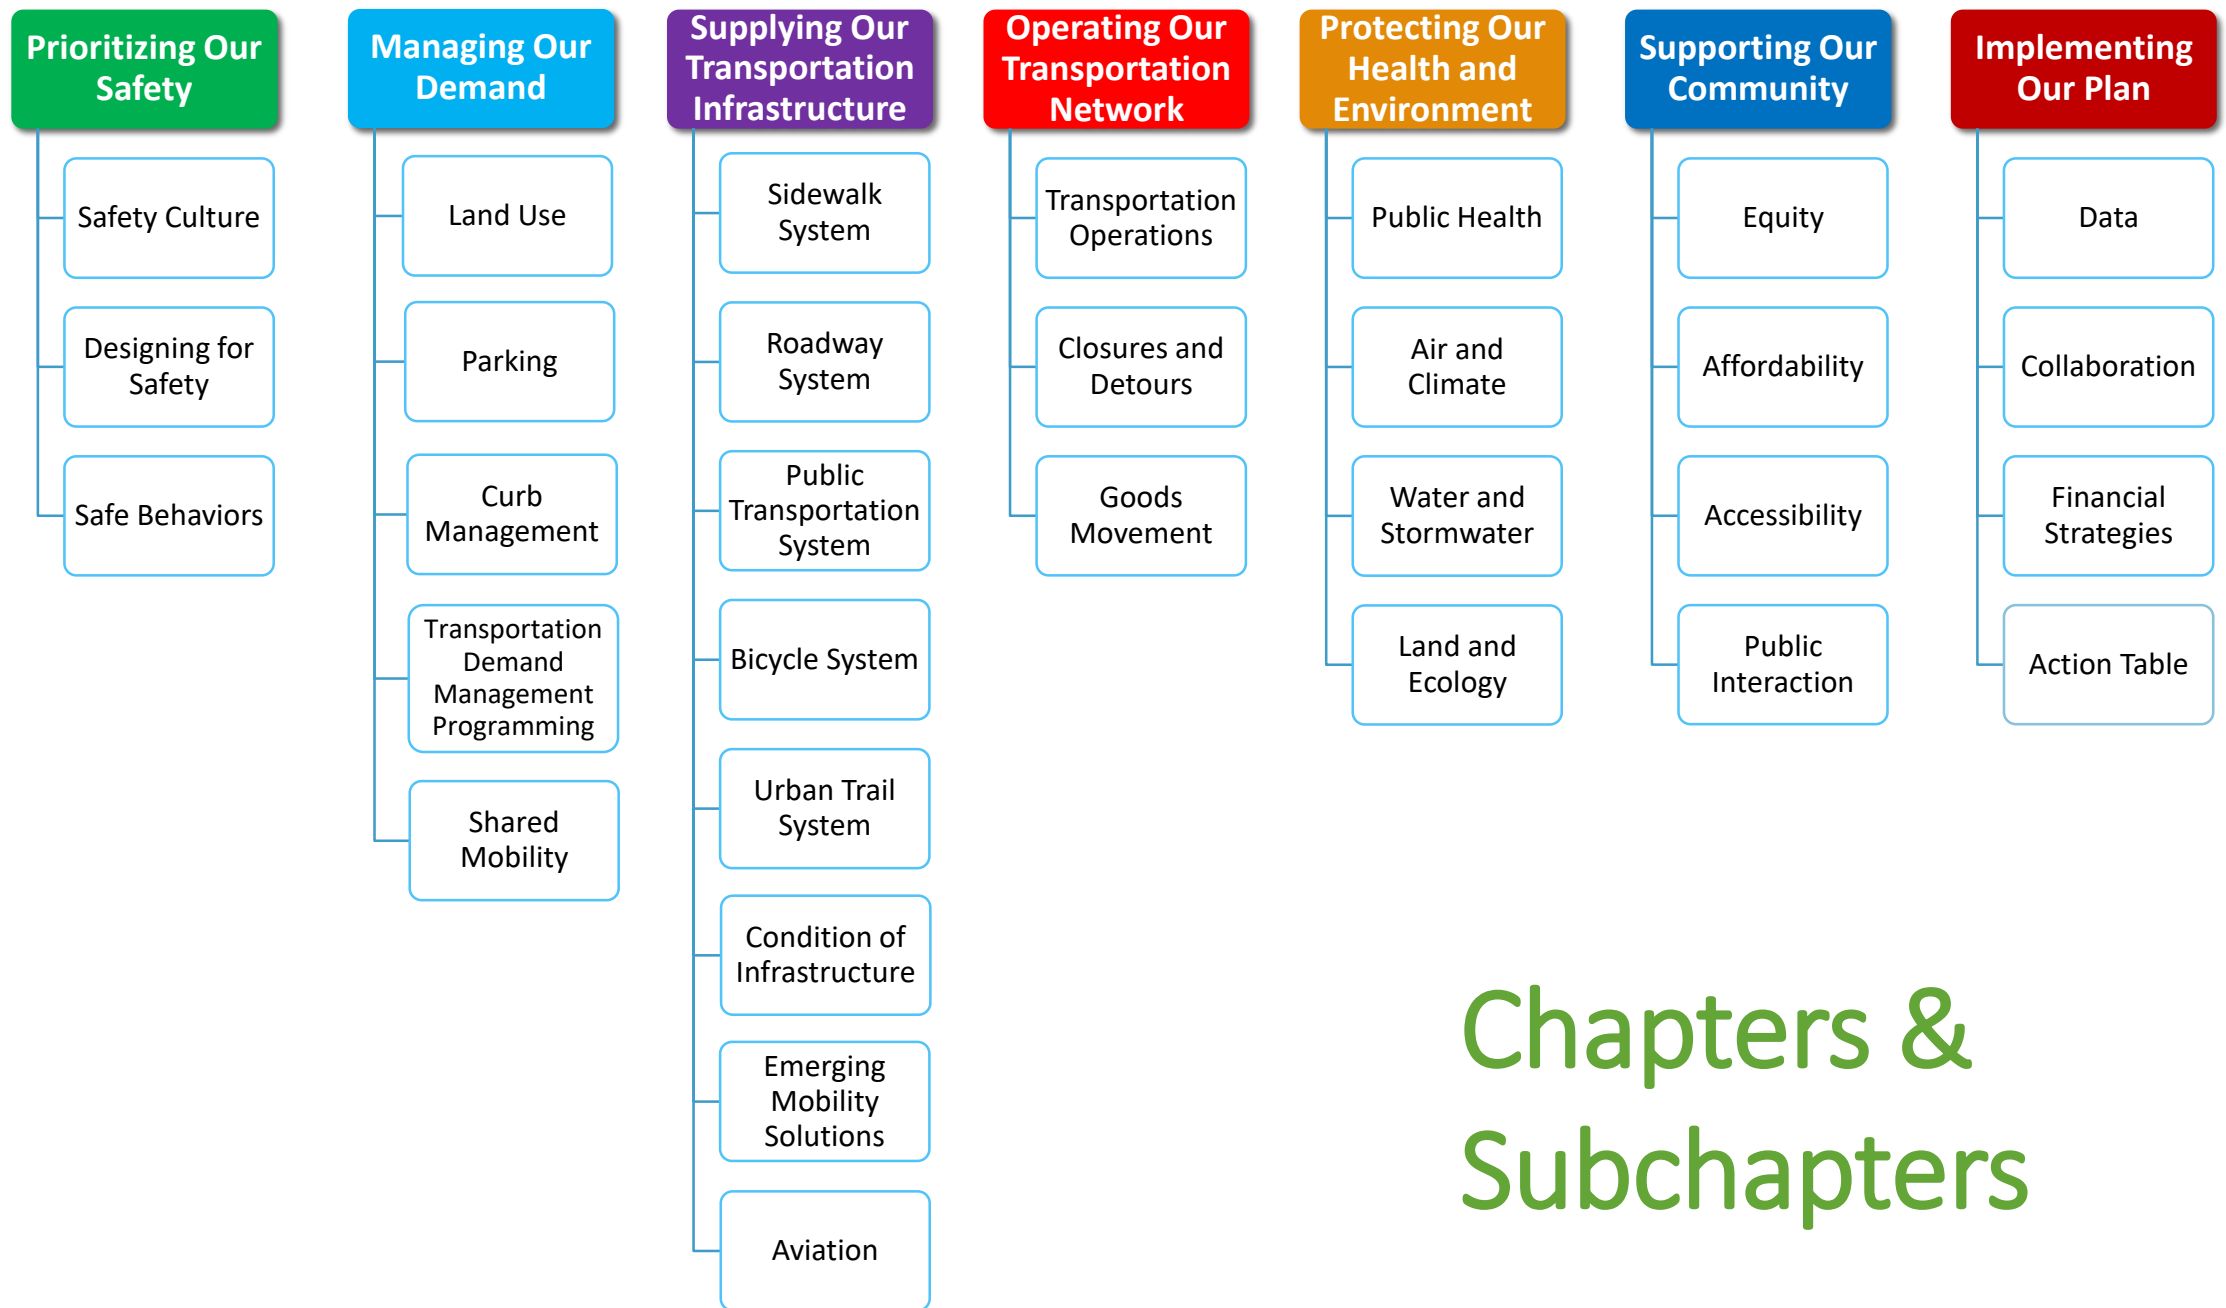 Prioritizing Our
Safety
Safety Culture
Designing for
Safety
Safe Behaviors
Managing Our
Demand
Land Use
Parking
Curb
Management
Transportation
Demand
Management
Programming
Shared
Mobility
Supplying Our
Transportation
Infrastructure
Sidewalk
System
Roadway
System
Public
Transportation
System
Bicycle System
Urban Trail
System
Condition of
Infrastructure
Emerging
Mobility
Solutions
Aviation
Operating Our
Transportation
Network
Transportation
Operations
Closures and
Detours
Goods
Movement
Protecting Our
Health and
Environment
Public Health
Air and
Climate
Water and
Stormwater
Land and
Ecology
Supporting Our
Community
Equity
Affordability
Accessibility
Public
Interaction
Implementing
Our Plan
Data
Collaboration
Financial
Strategies
Action Table
Chapters &
Subchapters